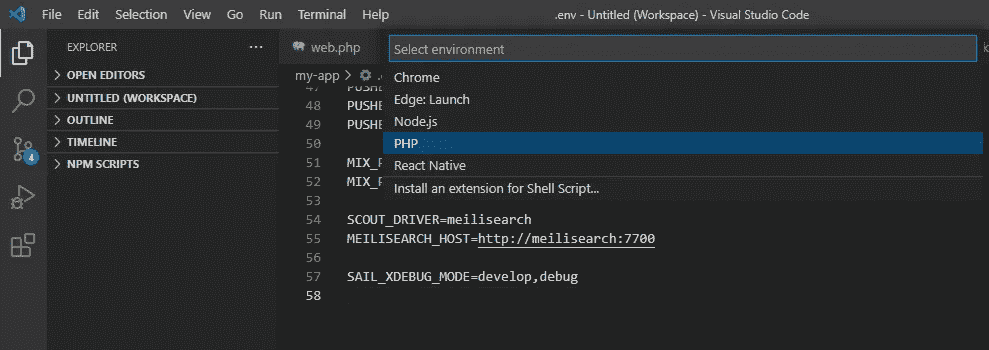 File Edit Selection View Go Run Terminal Help .env - Untitled (Workspace) - Visual Studio Code
EXPLORER
OPEN EDITORS
UNTITLED (WORKSPACE)
OUTLINE
TIMELINE
NPM SCRIPTS
4
web.php
my-app
Select environment
Chrome
Edge: Launch
Node.js
PHP
React Native
Install an extension for Shell Script...
48 PUSHE
49 PUSHE
50
51 MIX_P
52 MIX_P
53
54 SCOUT_DRIVER=meilisearch
55 MEILISEARCH_HOST=http://meilisearch:7700
56
57 SAIL_XDEBUG_MODE=develop,debug
58